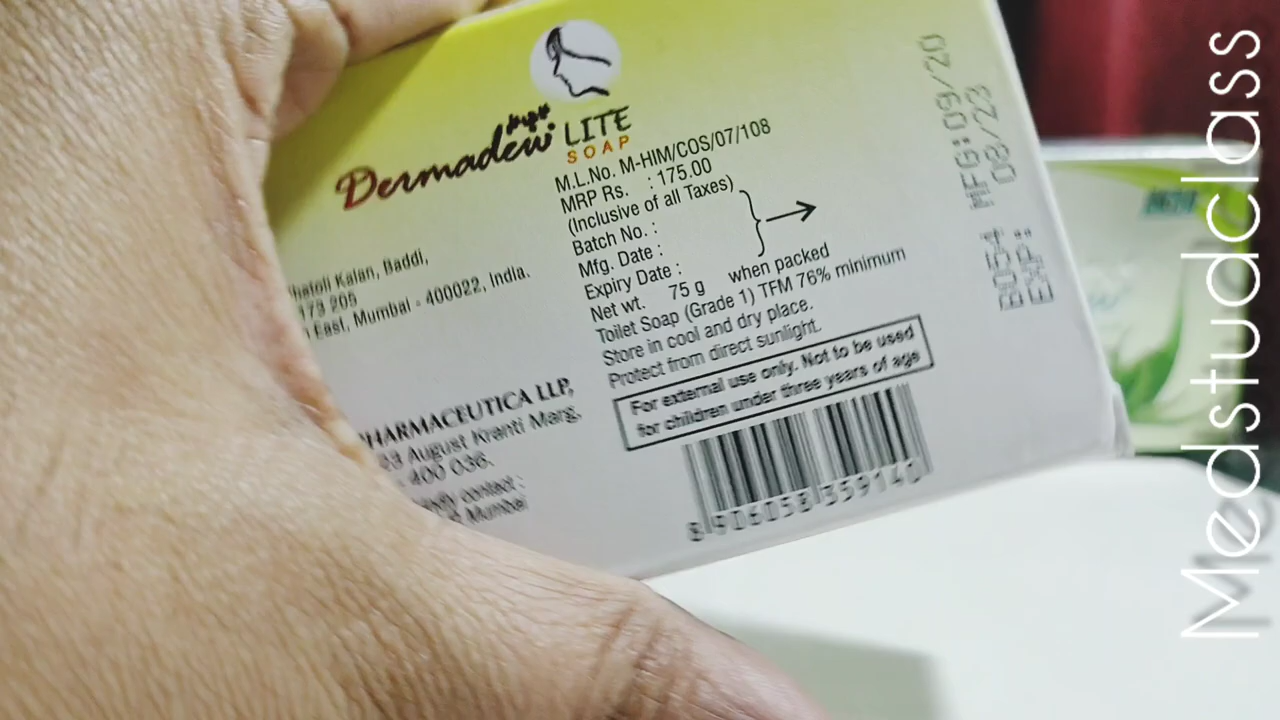 Dermadew LITE
SOAP
M.L.No. M-HIM/COS/07/108
MRP Rs. : 175.00
(Inclusive of all Taxes)
Batch No. :
Mfg. Date :
Expiry Date :
Net wt. 75 g when packed
Toilet Soap (Grade 1) TFM 76% minimum
Store in cool and dry place.
Protect from direct sunlight.
For external use only. Not to be used
for children under three years of age
8 906058 359140
Kalan, Baddi,
173 205
East, Mumbai - 400022, India.
PHARMACEUTICA LLP,
August Kranti Marg,
400 036.
contact :
Mumbai
B054 MFG:09/20
EXP: 08/23
Medstudclass